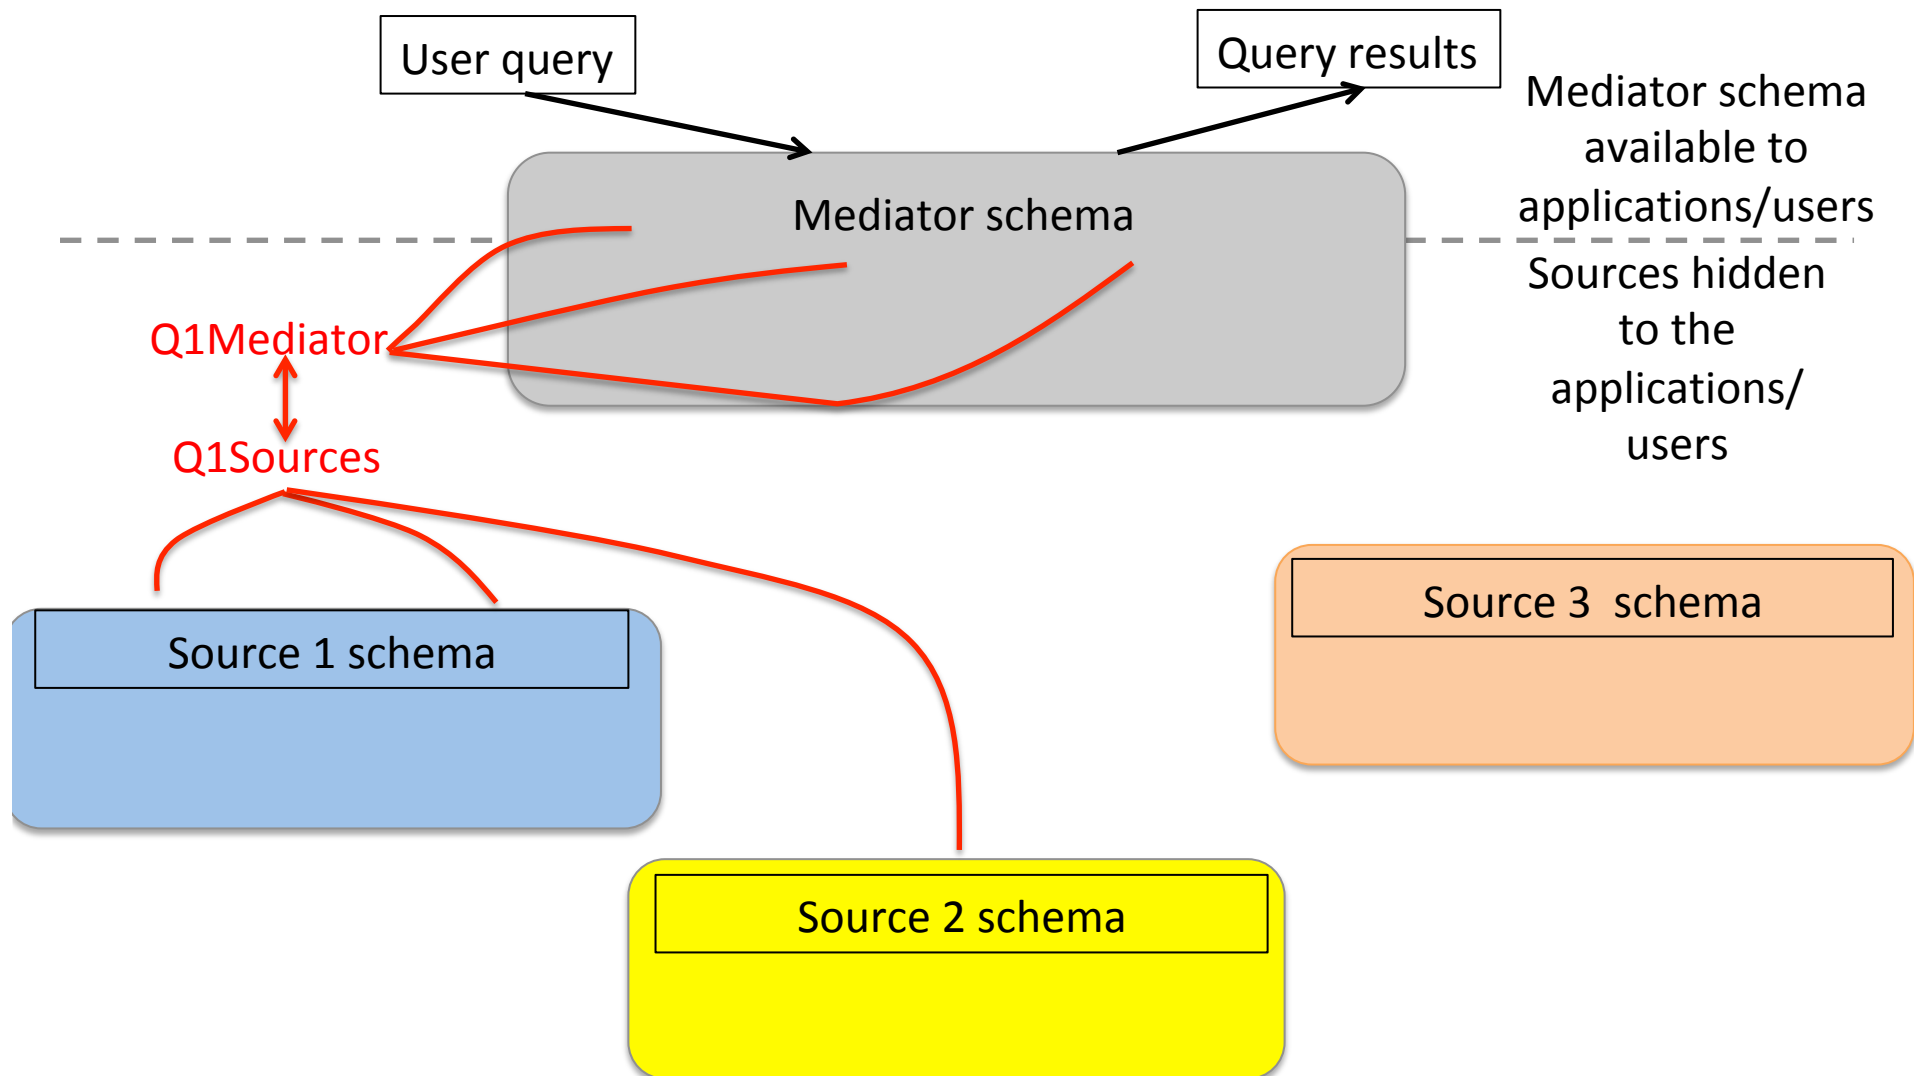 User query
Query results
Mediator schema
available to
applications/users
Mediator schema
Sources hidden
to the
applications/
users
Q1Mediator
Q1Sources
Source 3  schema
Source 1 schema
Source 2 schema